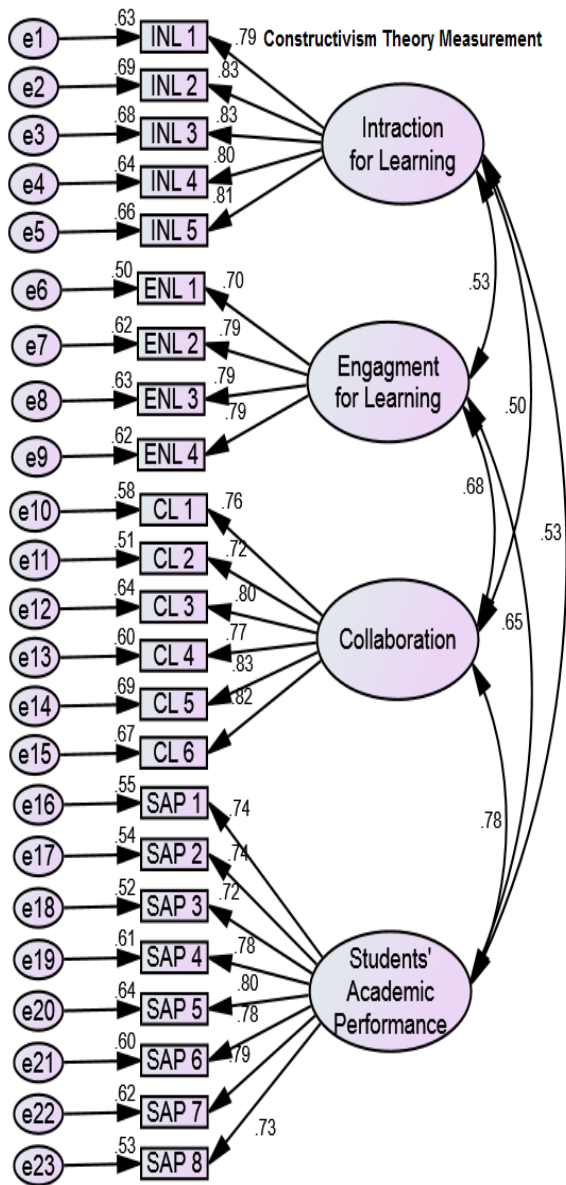 Constructivism Theory Measurement
e1 .63 INL 1 .79
e2 .69 INL 2 .83
e3 .68 INL 3 .83
e4 .64 INL 4 .80
e5 .66 INL 5 .81
Intraction
for Learning
e6 .50 ENL 1 .70
e7 .62 ENL 2 .79
e8 .63 ENL 3 .79
e9 .62 ENL 4 .79
Engagment
for Learning
e10 .58 CL 1 .76
e11 .51 CL 2 .72
e12 .64 CL 3 .80
e13 .60 CL 4 .77
e14 .69 CL 5 .83
e15 .67 CL 6 .82
Collaboration
e16 .55 SAP 1 .74
e17 .54 SAP 2 .74
e18 .52 SAP 3 .72
e19 .61 SAP 4 .78
e20 .64 SAP 5 .80
e21 .60 SAP 6 .78
e22 .62 SAP 7 .79
e23 .53 SAP 8 .73
Students'
Academic
Performance
.53
.50
.68
.53
.65
.78